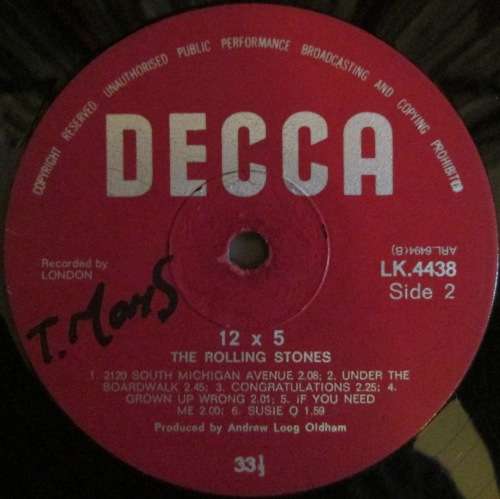 COPYRIGHT RESERVED UNAUTHORISED PUBLIC PERFORMANCE BROADCASTING AND COPYING PROHIBITED
DECCA
ARL.6494(B)
Recorded by
LONDON
LK.4438
Side 2
12 x 5
THE ROLLING STONES
1. 2120 SOUTH MICHIGAN AVENUE 2.08; 2. UNDER THE
BOARDWALK 2.45; 3. CONGRATULATIONS 2.25; 4.
GROWN UP WRONG 2.01; 5. iF YOU NEED
ME 2.00; 6. SUSIE Q 1.59
Produced by Andrew Loog Oldham
33⅓